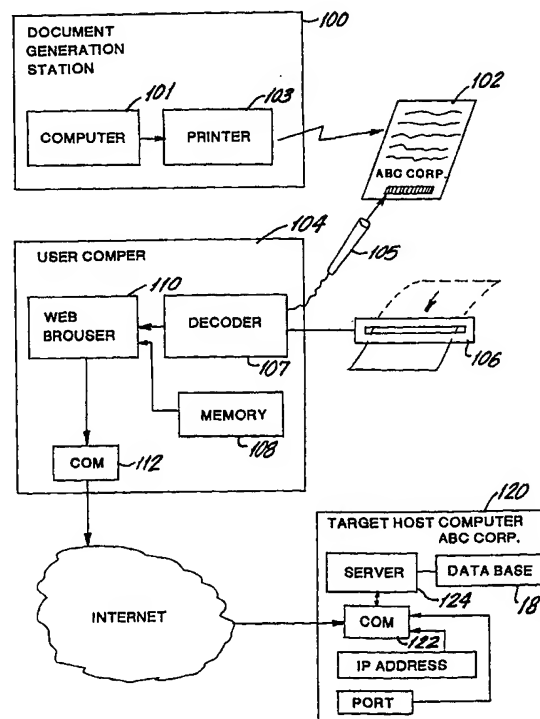 100
DOCUMENT
GENERATION
STATION
101
103
102
COMPUTER
PRINTER
ABC CORP.
104
105
USER COMPER
110
WEB
BROUSER
DECODER
107
106
MEMORY
108
COM
112
120
TARGET HOST COMPUTER
ABC CORP.
SERVER
DATA BASE
124
18
INTERNET
COM
122
IP ADDRESS
PORT